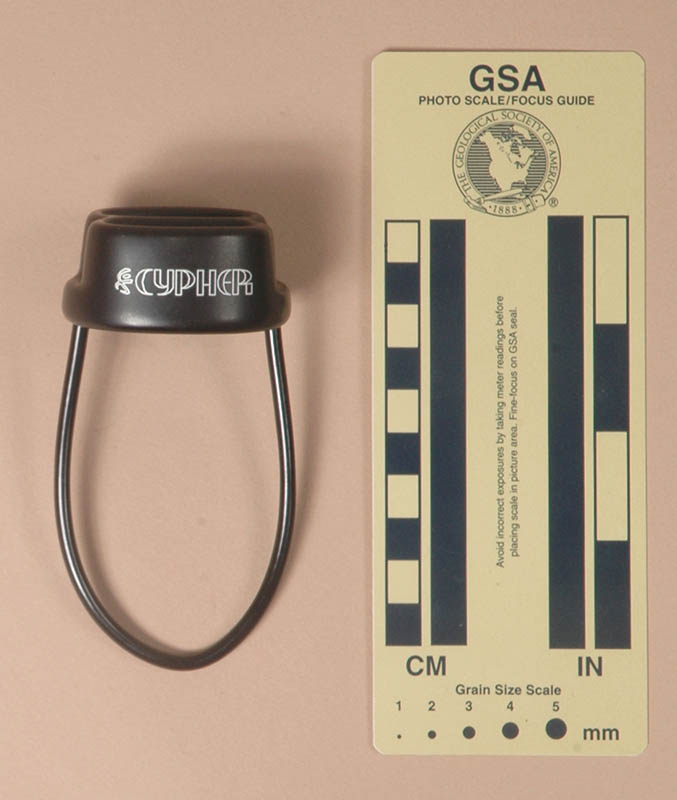 CYPHER
GSA
PHOTO SCALE/FOCUS GUIDE
THE GEOLOGICAL SOCIETY OF AMERICA
·1888·
®
Avoid incorrect exposures by taking meter readings before
placing scale in picture area. Fine-focus on GSA seal.
CM
IN
Grain Size Scale
1 2 3 4 5
mm